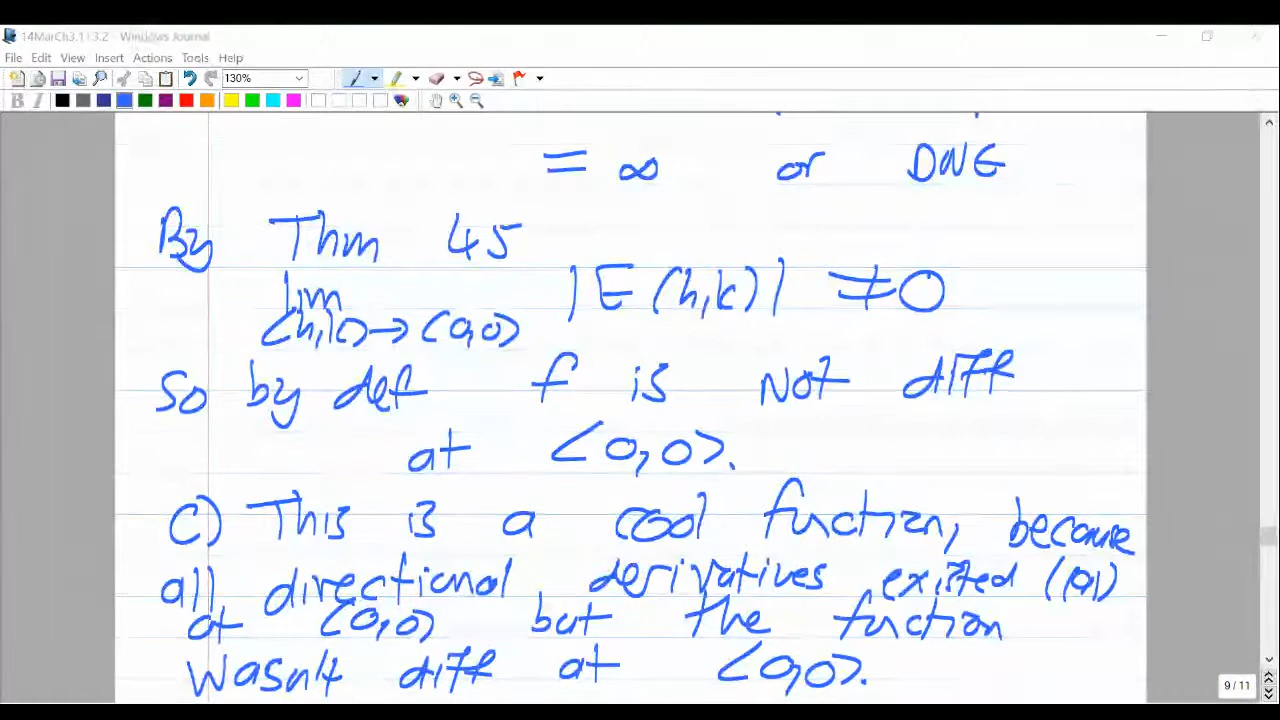 14MarCh3.1+3.2 - Windows Journal
File Edit View Insert Actions Tools Help
130%
B I
= ∞ or DNE
By Thm 45
lim |E(h,k)| ≠ 0
<h,k>→<0,0>
So by def f is Not diff
at <0,0>.
c) This is a cool function, because
all directional derivatives existed (a)
at <0,0> but the function
wasn't diff at <0,0>.
9 / 11